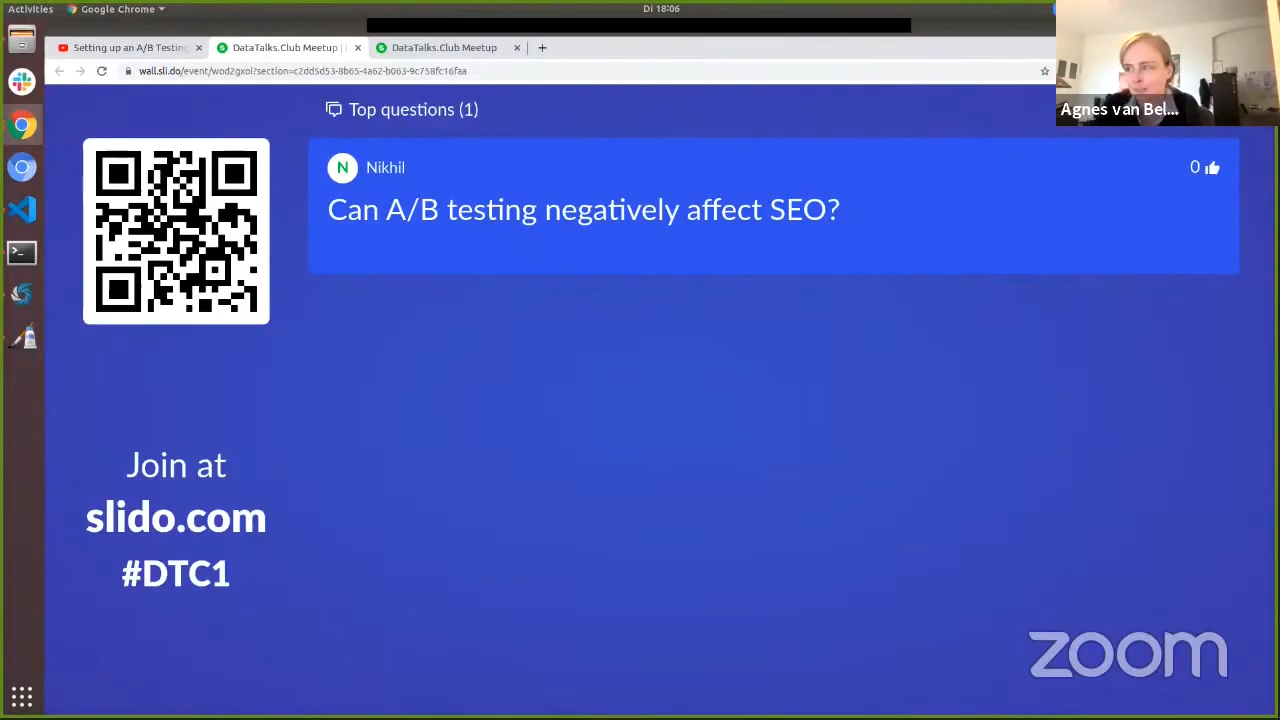 Activities
Google Chrome
Di 18:06
Setting up an A/B Testing
DataTalks.Club Meetup |
DataTalks.Club Meetup
wall.sli.do/event/wod2gxol?section=c2dd5d53-8b65-4a62-b063-9c758fc16faa
Agnes van Bel...
Top questions (1)
N Nikhil
0
Can A/B testing negatively affect SEO?
Join at
slido.com
#DTC1
zoom